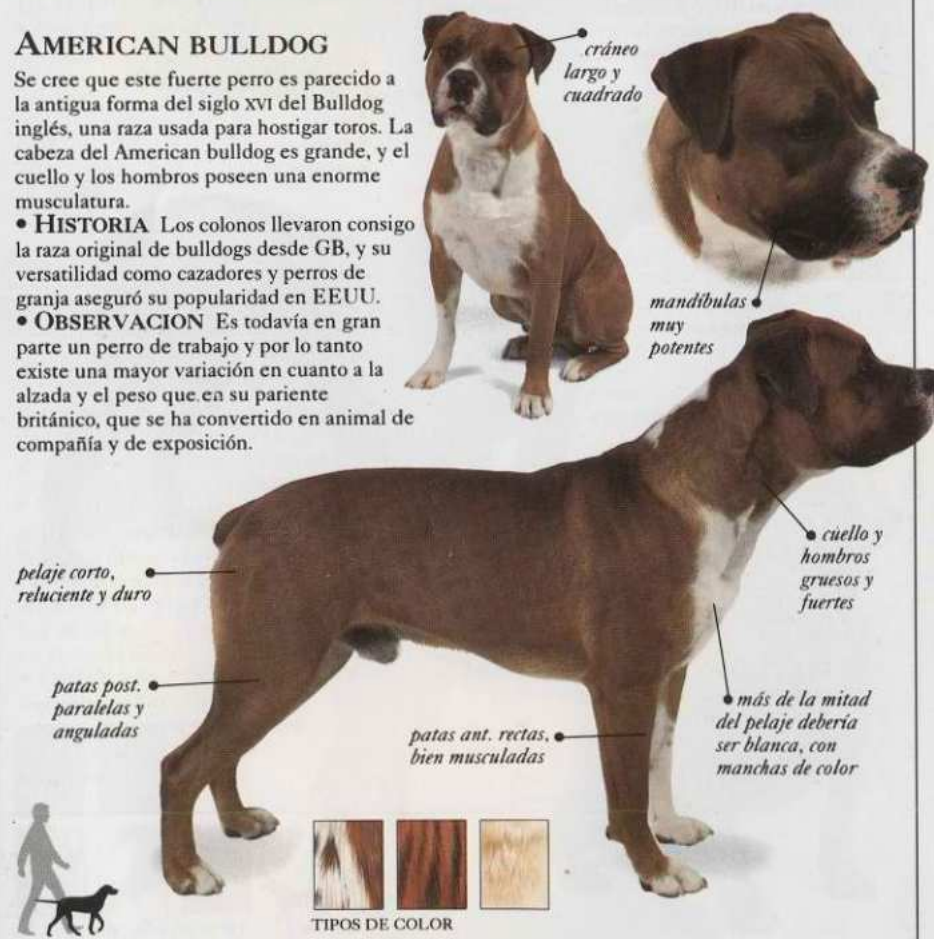 AMERICAN BULLDOG
Se cree que este fuerte perro es parecido a
la antigua forma del siglo XVI del Bulldog
inglés, una raza usada para hostigar toros. La
cabeza del American bulldog es grande, y el
cuello y los hombros poseen una enorme
musculatura.
• HISTORIA Los colonos llevaron consigo
la raza original de bulldogs desde GB, y su
versatilidad como cazadores y perros de
granja aseguró su popularidad en EEUU.
• OBSERVACION Es todavía en gran
parte un perro de trabajo y por lo tanto
existe una mayor variación en cuanto a la
alzada y el peso que en su pariente
británico, que se ha convertido en animal de
compañía y de exposición.
cráneo
largo y
cuadrado
mandíbulas
muy
potentes
cuello y
hombros
gruesos y
fuertes
pelaje corto,
reluciente y duro
patas post.
paralelas y
anguladas
patas ant. rectas,
bien musculadas
más de la mitad
del pelaje debería
ser blanca, con
manchas de color
TIPOS DE COLOR